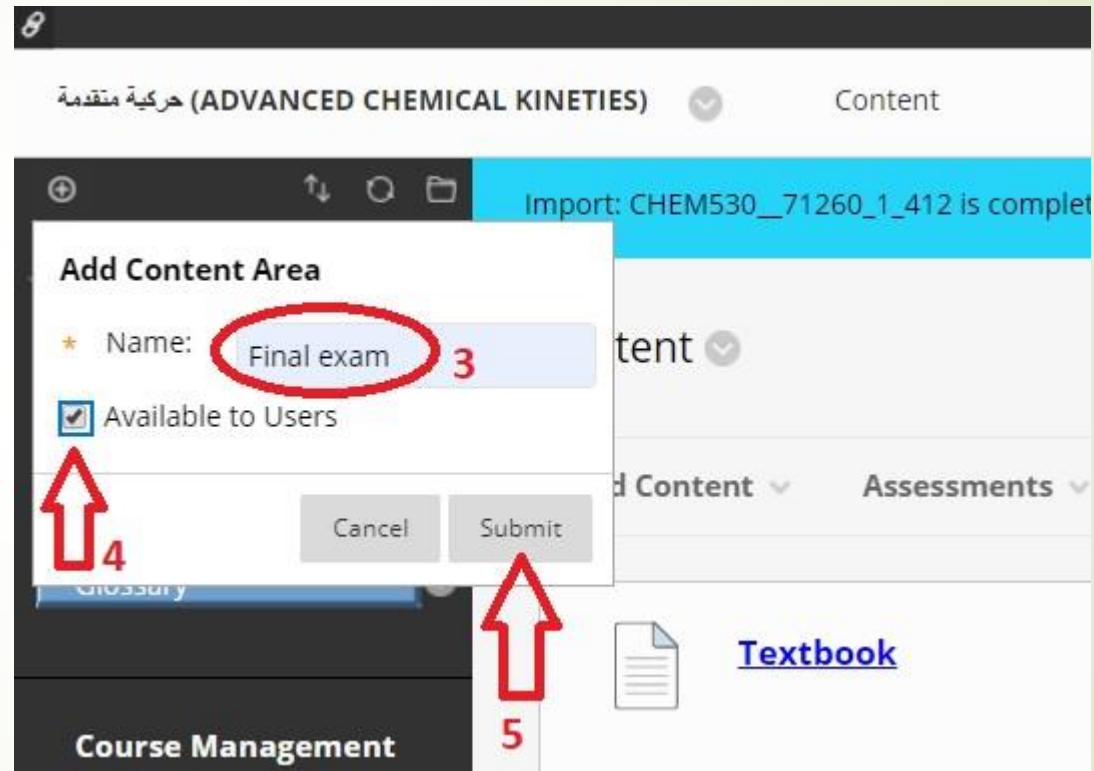 حركية متقدمة (ADVANCED CHEMICAL KINETIES)
Content
Import: CHEM530__71260_1_412 is complet
Add Content Area
* Name: Final exam 3
Available to Users
tent
d Content Assessments
Cancel Submit
4
Glossary
Textbook
5
Course Management